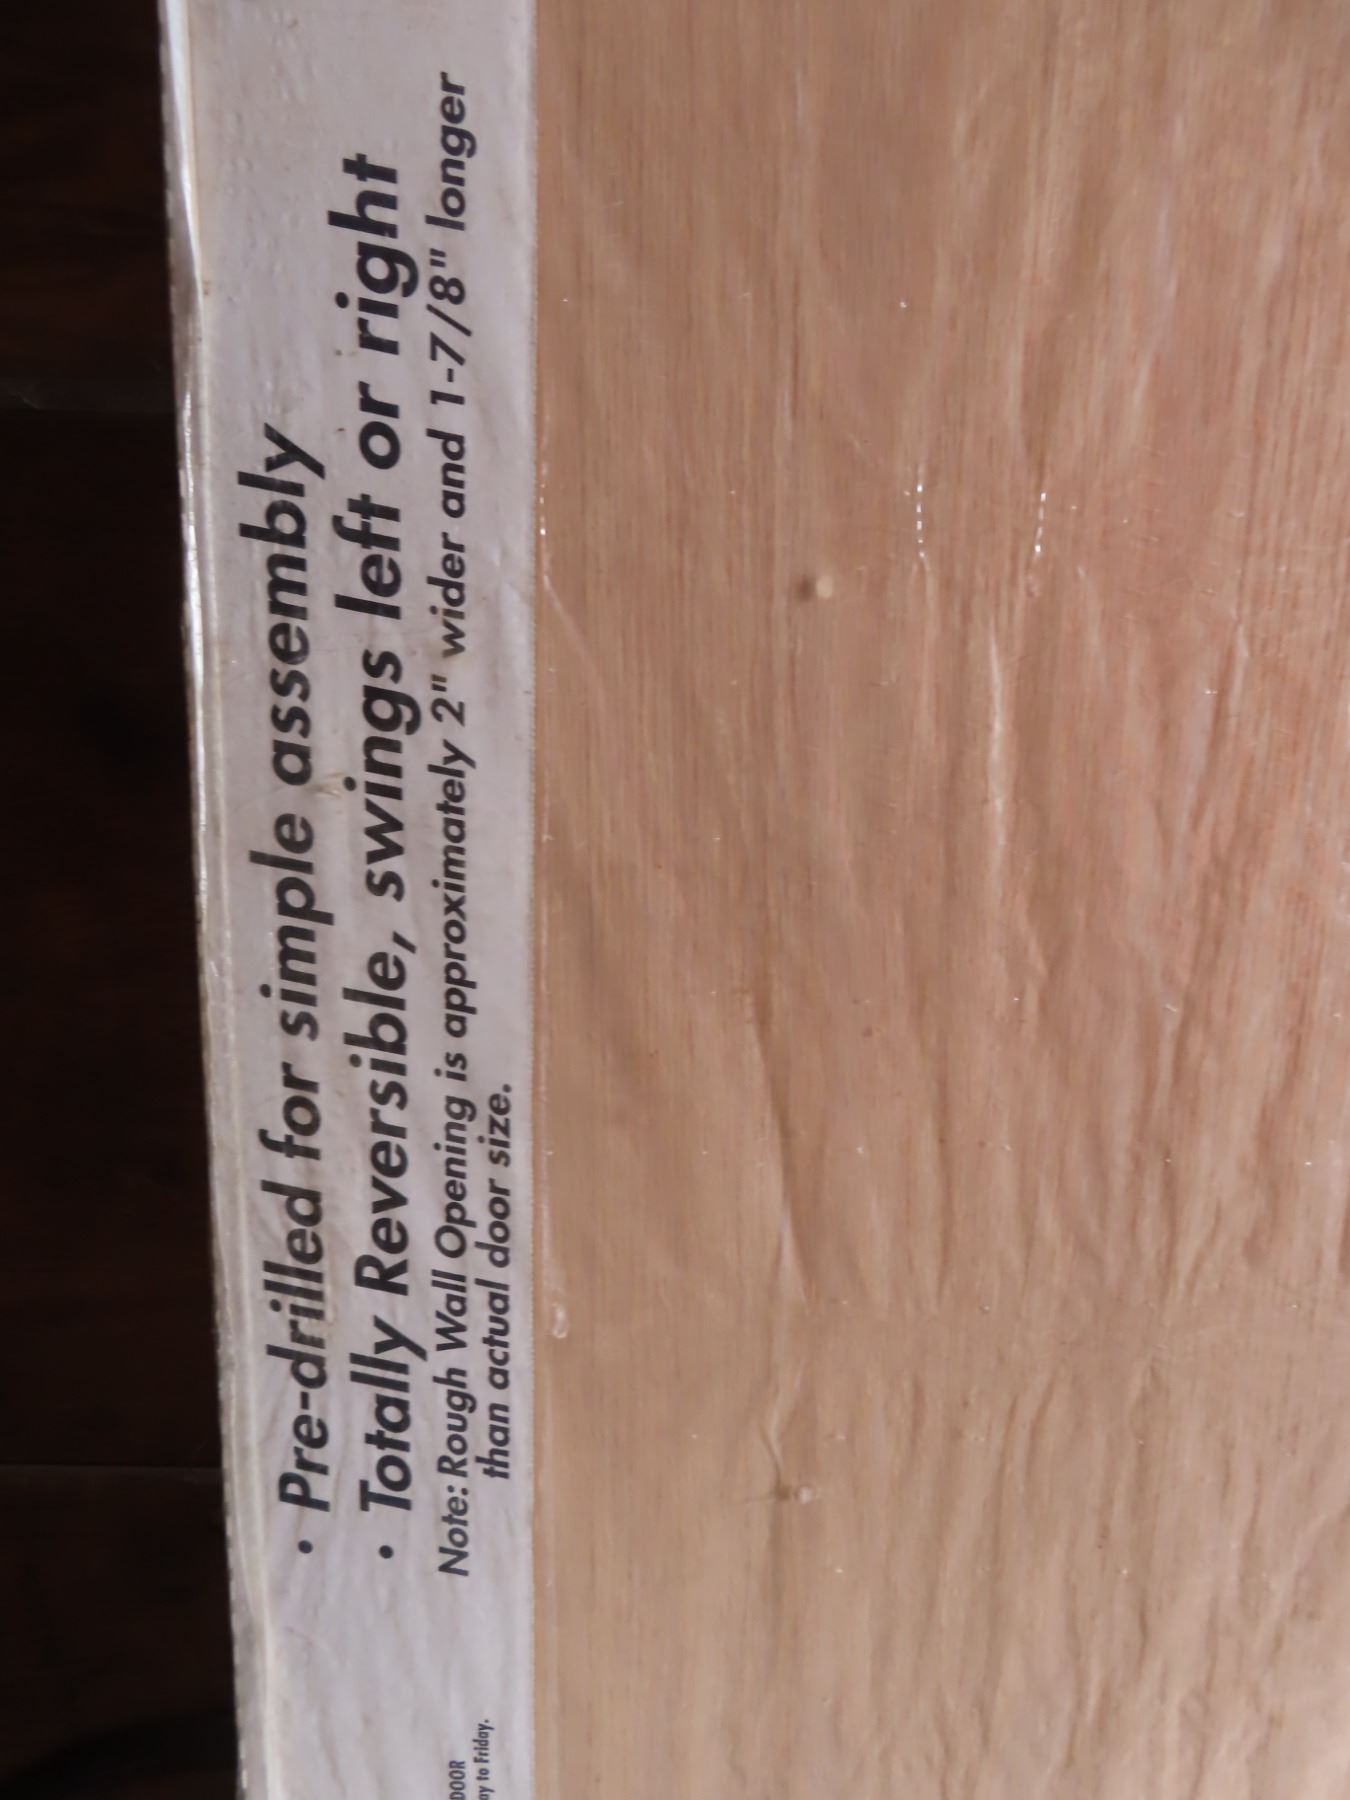 • Pre-drilled for simple assembly
• Totally Reversible, swings left or right
Note: Rough Wall Opening is approximately 2" wider and 1-7/8" longer
than actual door size.
DOOR
to Friday.